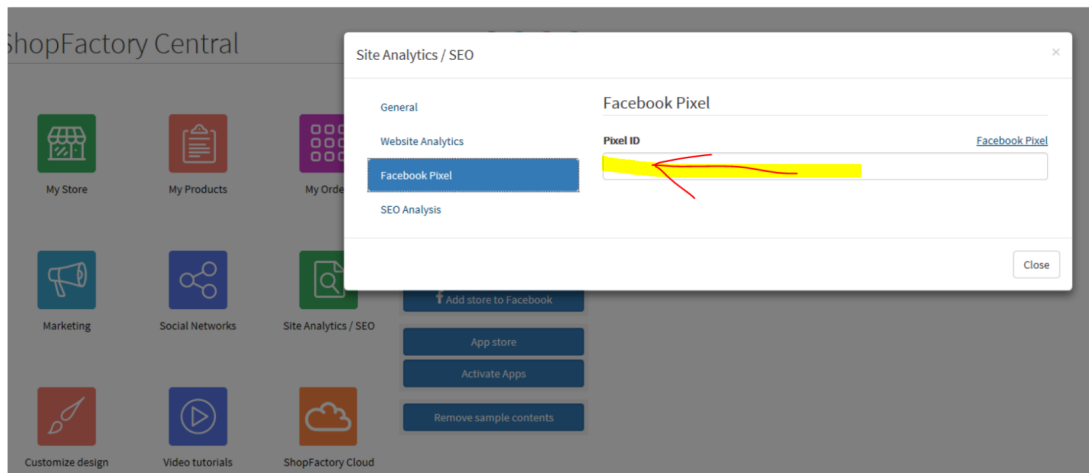 ShopFactory Central
Site Analytics / SEO
×
General
Website Analytics
Facebook Pixel
SEO Analysis
Facebook Pixel
Pixel ID
Facebook Pixel
Close
My Store
My Products
My Orde
Add store to Facebook
Marketing
Social Networks
Site Analytics / SEO
App store
Activate Apps
Remove sample contents
Customize design
Video tutorials
ShopFactory Cloud